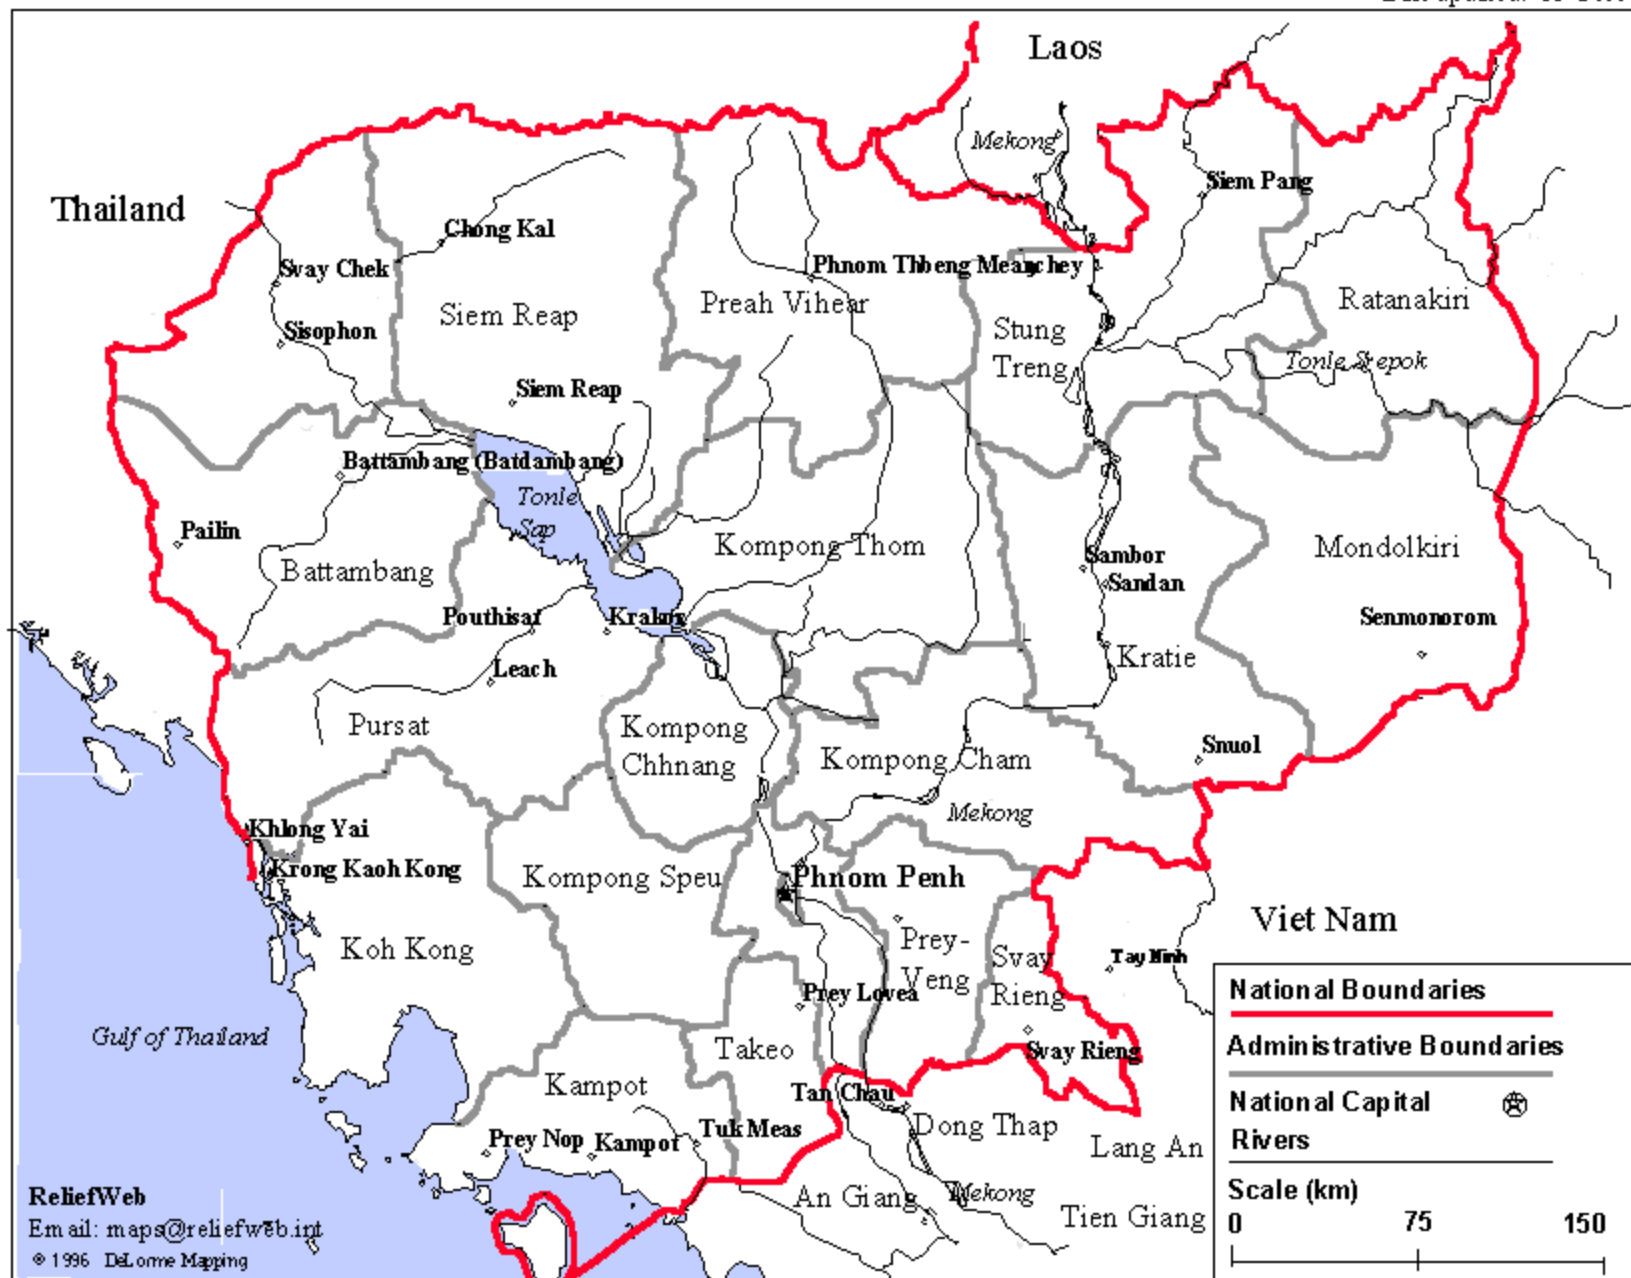 Laos
Mekong
Siem Pang
Thailand
Chong Kal
Svay Chek
Phnom Thbeng Meanchey
Siem Reap
Preah Vihear
Ratanakiri
Sisophon
Stung
Treng
Tonle Srepok
Siem Reap
Battambang (Batdambang)
Tonle
Sap
Pailin
Kompong Thom
Mondolkiri
Battambang
Sambor
Sandan
Pouthisat
Krakor
Senmonorom
Leach
Kratie
Pursat
Kompong
Chhnang
Snuol
Kompong Cham
Mekong
Khlong Yai
Krong Kaoh Kong
Kompong Speu
Phnom Penh
Viet Nam
Koh Kong
Prey-
Veng
Svay
Rieng
Tay Ninh
Prey Lovea
Gulf of Thailand
Takeo
Svay Rieng
Kampot
Tan Chau
Dong Thap
Lang An
Prey Nop
Kampot
Tuk Meas
An Giang
Mekong
Tien Giang
National Boundaries
Administrative Boundaries
National Capital
Rivers
Scale (km)
0 75 150
ReliefWeb
Email: maps@reliefweb.int
© 1996 DeLorme Mapping